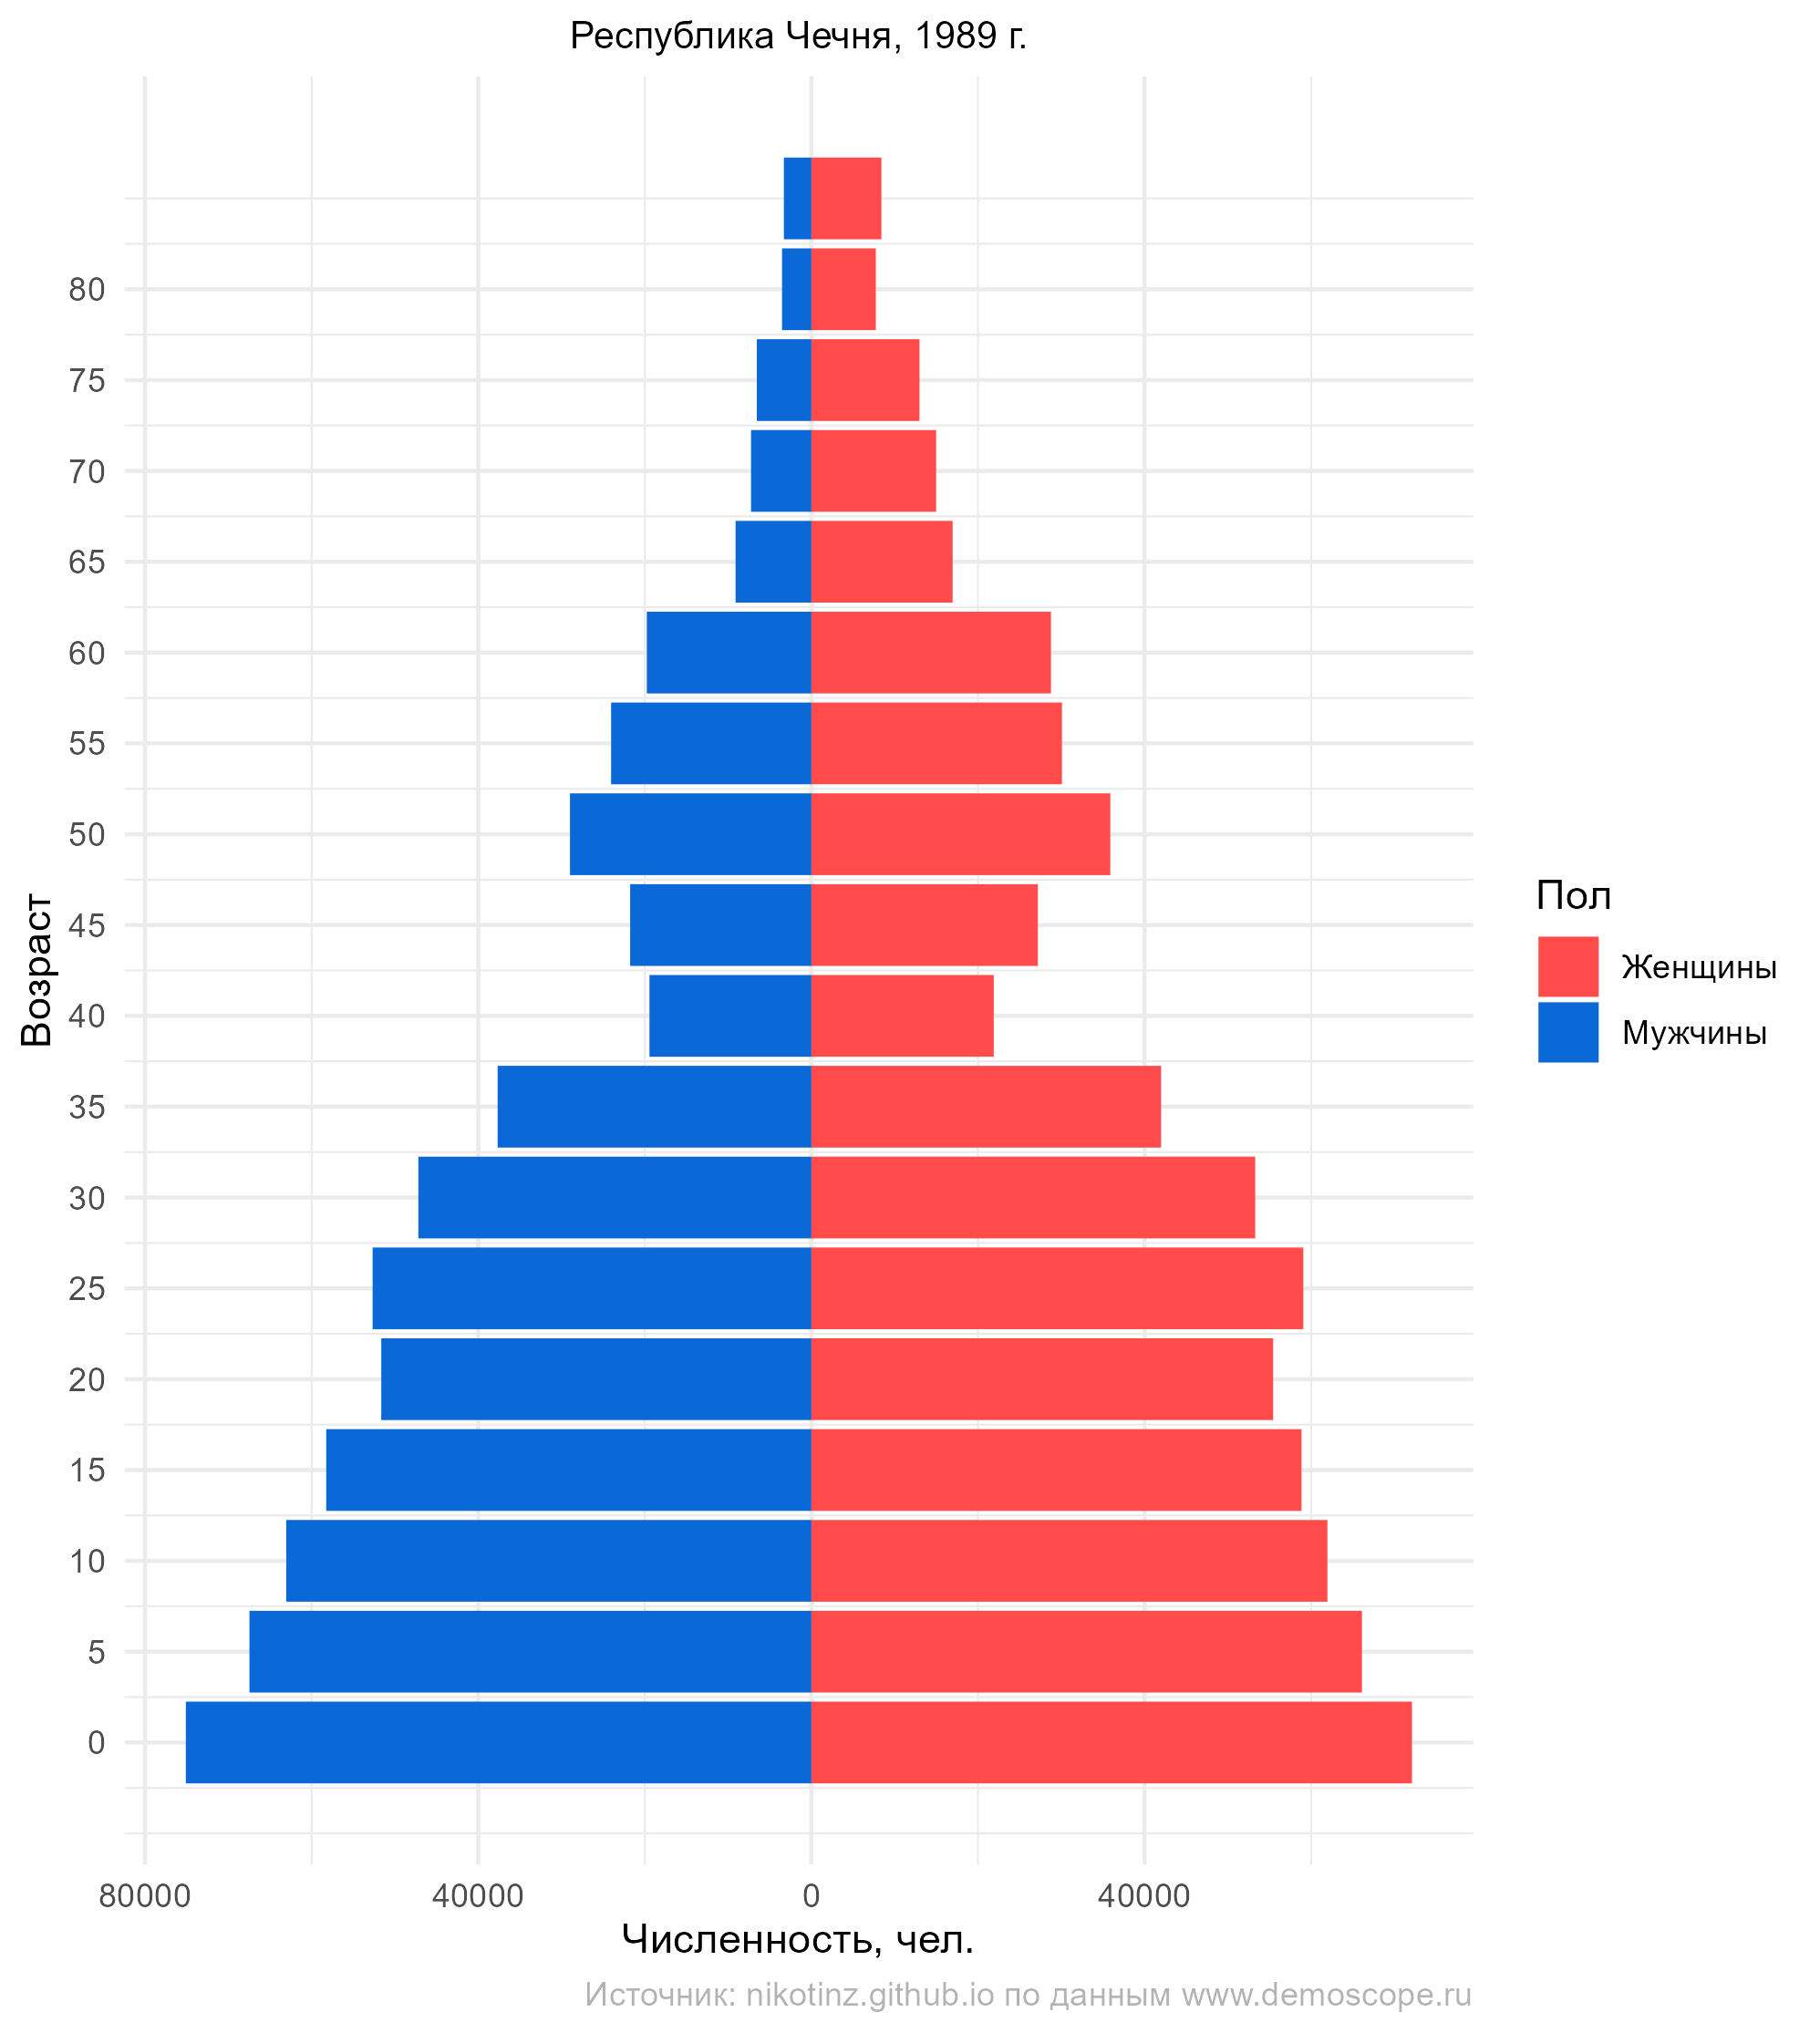 Республика Чечня, 1989 г.
80
75
70
65
60
55
50
45
40
35
30
25
20
15
10
5
0
Возраст
80000 40000 0 40000
Численность, чел.
Пол
Женщины
Мужчины
Источник: nikotinz.github.io по данным www.demoscope.ru